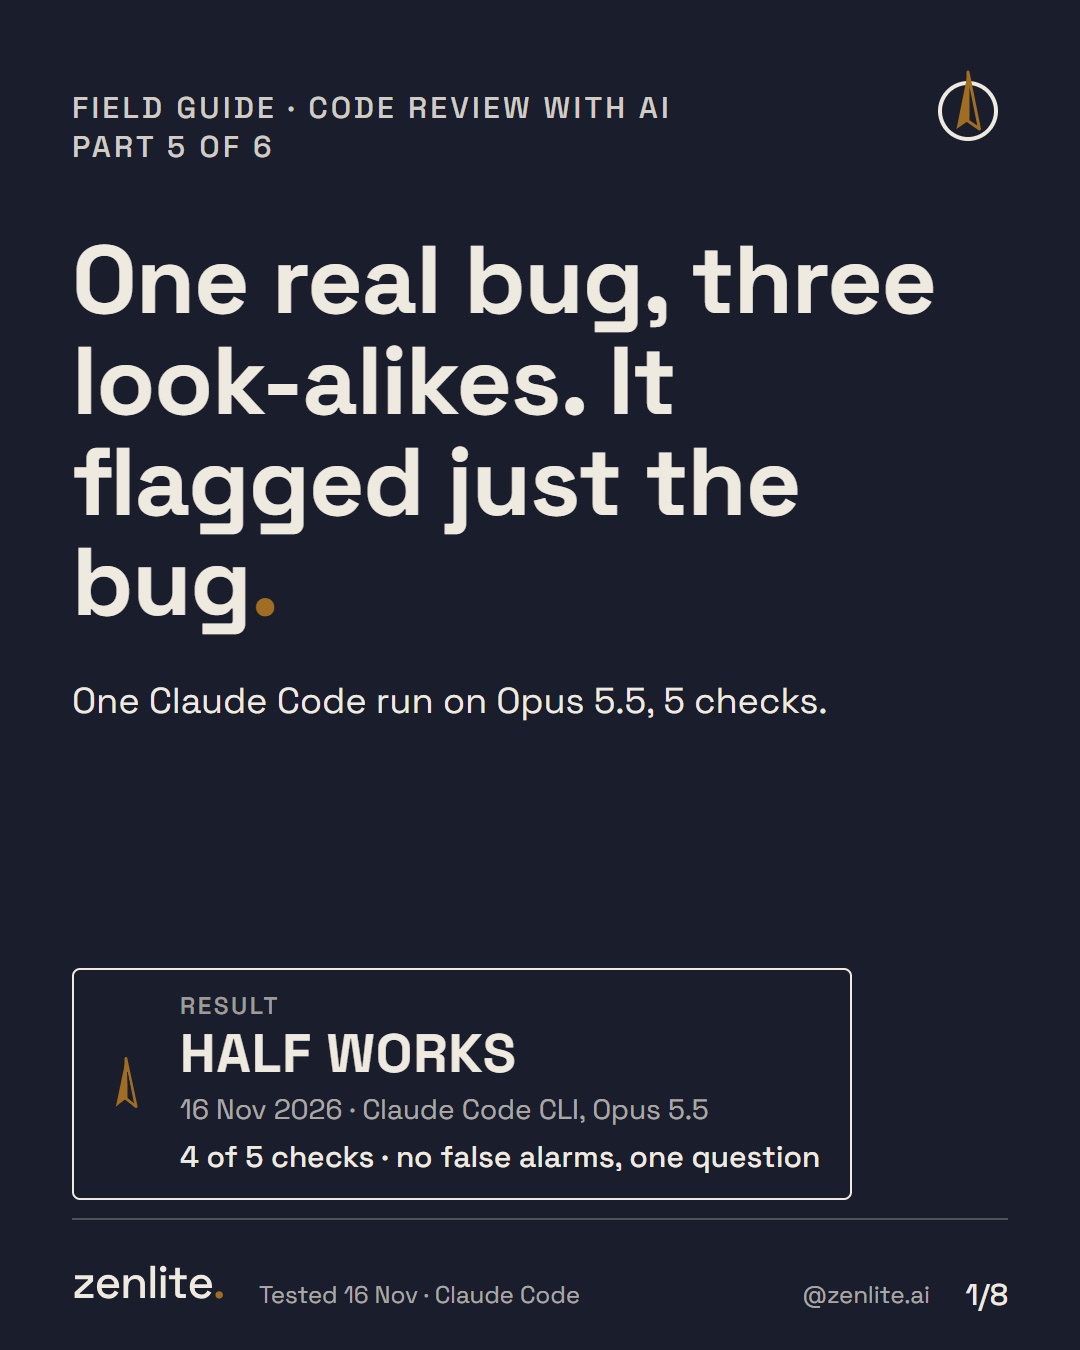 FIELD GUIDE · CODE REVIEW WITH AI
PART 5 OF 6
One real bug, three
look-alikes. It
flagged just the
bug.
One Claude Code run on Opus 5.5, 5 checks.
RESULT
HALF WORKS
16 Nov 2026 · Claude Code CLI, Opus 5.5
4 of 5 checks · no false alarms, one question
zenlite. Tested 16 Nov · Claude Code @zenlite.ai 1/8